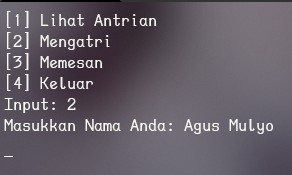 [1] Lihat Antrian
[2] Mengatri
[3] Memesan
[4] Keluar
Input: 2
Masukkan Nama Anda: Agus Mulyo
_